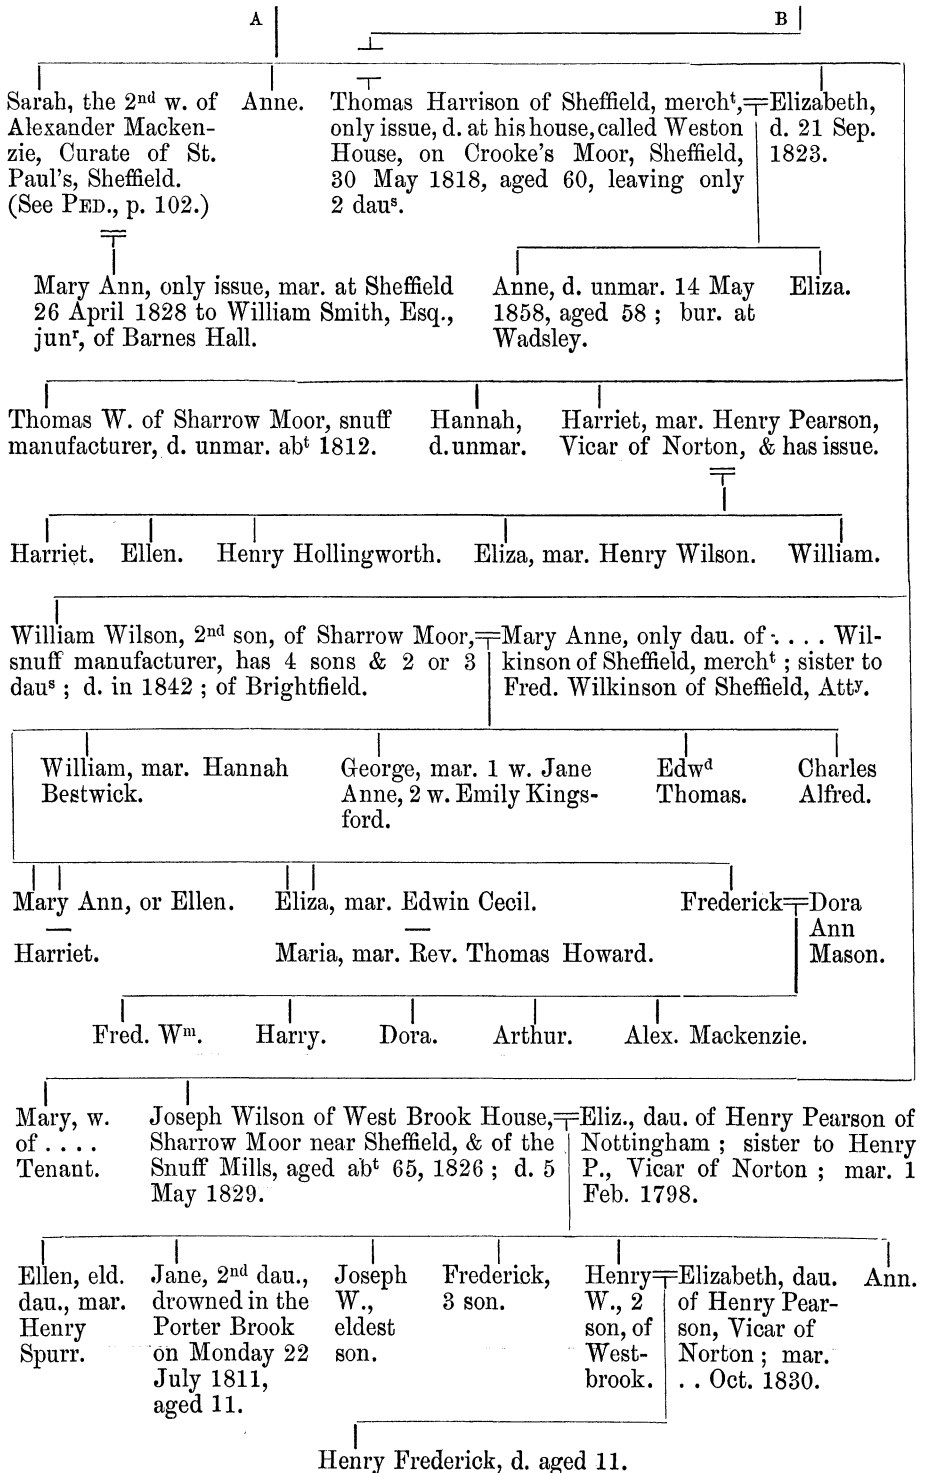 A
B
Sarah, the 2nd w. of
Alexander Macken-
zie, Curate of St.
Paul's, Sheffield.
(See PED., p. 102.)
Anne.
Thomas Harrison of Sheffield, mercht,
only issue, d. at his house, called Weston
House, on Crooke's Moor, Sheffield,
30 May 1818, aged 60, leaving only
2 daus.
Elizabeth,
d. 21 Sep.
1823.
Mary Ann, only issue, mar. at Sheffield
26 April 1828 to William Smith, Esq.,
junr, of Barnes Hall.
Anne, d. unmar. 14 May
1858, aged 58 ; bur. at
Wadsley.
Eliza.
Thomas W. of Sharrow Moor, snuff
manufacturer, d. unmar. abt 1812.
Hannah,
d. unmar.
Harriet, mar. Henry Pearson,
Vicar of Norton, & has issue.
Harriet.
Ellen.
Henry Hollingworth.
Eliza, mar. Henry Wilson.
William.
William Wilson, 2nd son, of Sharrow Moor,
snuff manufacturer, has 4 sons & 2 or 3
daus ; d. in 1842 ; of Brightfield.
Mary Anne, only dau. of . . . . Wil-
kinson of Sheffield, mercht ; sister to
Fred. Wilkinson of Sheffield, Atty.
William, mar. Hannah
Bestwick.
George, mar. 1 w. Jane
Anne, 2 w. Emily Kings-
ford.
Edwd
Thomas.
Charles
Alfred.
Mary Ann, or Ellen.
—
Harriet.
Eliza, mar. Edwin Cecil.
—
Maria, mar. Rev. Thomas Howard.
Frederick
Dora
Ann
Mason.
Fred. Wm.
Harry.
Dora.
Arthur.
Alex. Mackenzie.
Mary, w.
of . . . .
Tenant.
Joseph Wilson of West Brook House,
Sharrow Moor near Sheffield, & of the
Snuff Mills, aged abt 65, 1826 ; d. 5
May 1829.
Eliz., dau. of Henry Pearson of
Nottingham ; sister to Henry
P., Vicar of Norton ; mar. 1
Feb. 1798.
Ellen, eld.
dau., mar.
Henry
Spurr.
Jane, 2nd dau.,
drowned in the
Porter Brook
on Monday 22
July 1811,
aged 11.
Joseph
W.,
eldest
son.
Frederick,
3 son.
Henry
W., 2
son, of
West-
brook.
Elizabeth, dau.
of Henry Pear-
son, Vicar of
Norton ; mar.
. . Oct. 1830.
Ann.
Henry Frederick, d. aged 11.